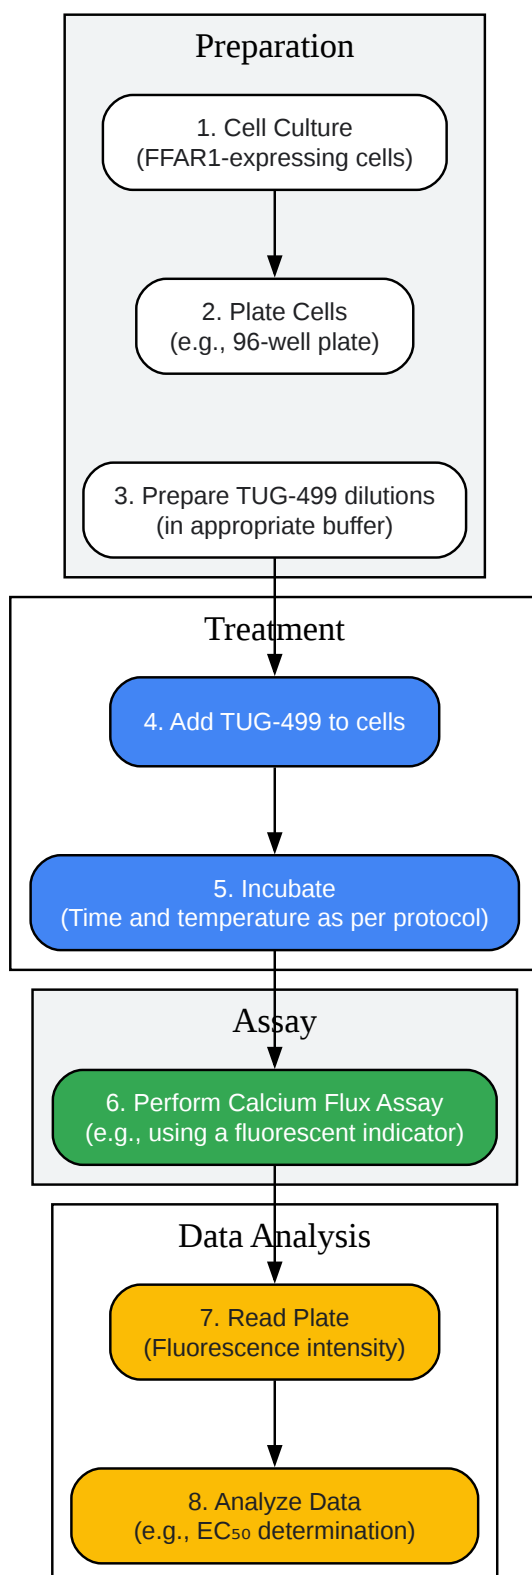 Preparation
1. Cell Culture
(FFAR1-expressing cells)
2. Plate Cells
(e.g., 96-well plate)
3. Prepare TUG-499 dilutions
(in appropriate buffer)
Treatment
4. Add TUG-499 to cells
5. Incubate
(Time and temperature as per protocol)
Assay
6. Perform Calcium Flux Assay
(e.g., using a fluorescent indicator)
Data Analysis
7. Read Plate
(Fluorescence intensity)
8. Analyze Data
(e.g., EC₅₀ determination)